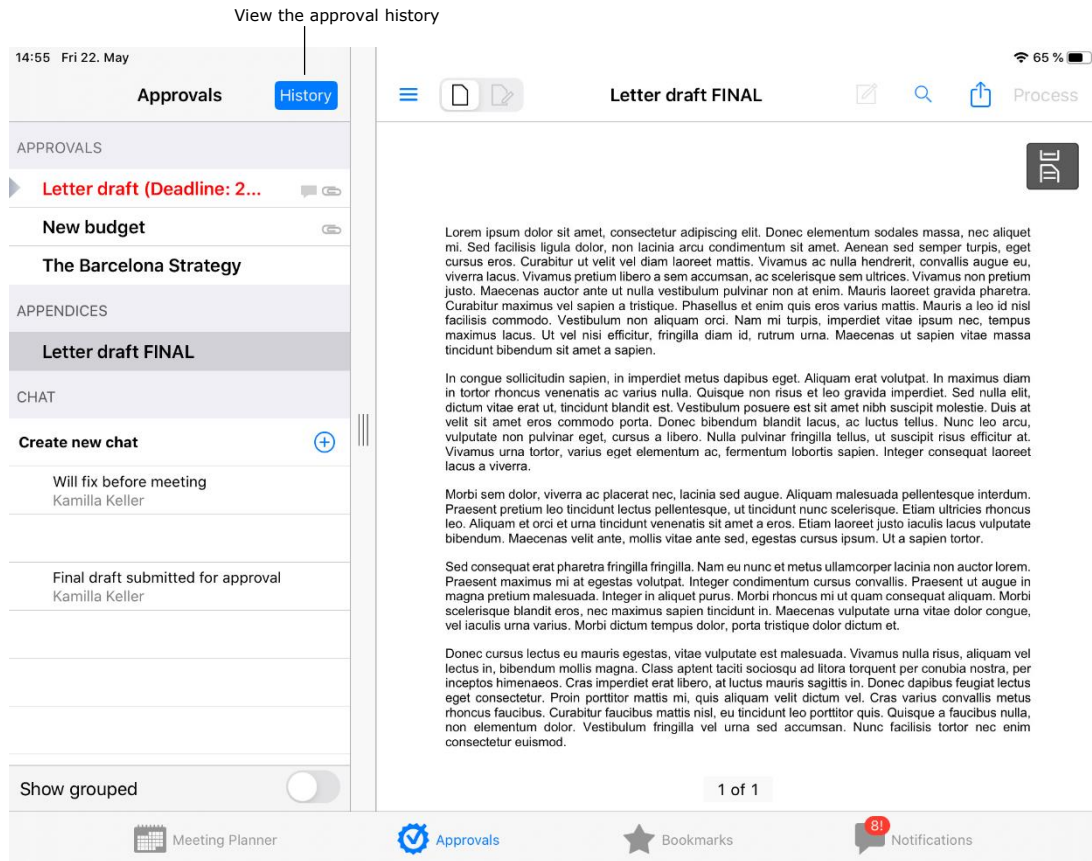 View the approval history
14:55 Fri 22. May
65 %
Approvals
History
Letter draft FINAL
Process
APPROVALS
Letter draft (Deadline: 2...
New budget
The Barcelona Strategy
APPENDICES
Letter draft FINAL
CHAT
Create new chat
Will fix before meeting
Kamilla Keller
Final draft submitted for approval
Kamilla Keller
Show grouped
Lorem ipsum dolor sit amet, consectetur adipiscing elit. Donec elementum sodales massa, nec aliquet
mi. Sed facilisis ligula dolor, non lacinia arcu condimentum sit amet. Aenean sed semper turpis, eget
cursus eros. Curabitur ut velit vel diam laoreet mattis. Vivamus ac nulla hendrerit, convallis augue eu,
viverra lacus. Vivamus pretium libero a sem accumsan, ac scelerisque sem ultrices. Vivamus non pretium
justo. Maecenas auctor ante ut nulla vestibulum pulvinar non at enim. Mauris laoreet gravida pharetra.
Curabitur maximus vel sapien a tristique. Phasellus et enim quis eros varius mattis. Mauris a leo id nisl
facilisis commodo. Vestibulum non aliquam orci. Nam mi turpis, imperdiet vitae ipsum nec, tempus
maximus lacus. Ut vel nisi efficitur, fringilla diam id, rutrum urna. Maecenas ut sapien vitae massa
tincidunt bibendum sit amet a sapien.
In congue sollicitudin sapien, in imperdiet metus dapibus eget. Aliquam erat volutpat. In maximus diam
in tortor rhoncus venenatis ac varius nulla. Quisque non risus et leo gravida imperdiet. Sed nulla elit,
dictum vitae erat ut, tincidunt blandit est. Vestibulum posuere est sit amet nibh suscipit molestie. Duis at
velit sit amet eros commodo porta. Donec bibendum blandit lacus, ac luctus tellus. Nunc leo arcu,
vulputate non pulvinar eget, cursus a libero. Nulla pulvinar fringilla tellus, ut suscipit risus efficitur at.
Vivamus urna tortor, varius eget elementum ac, fermentum lobortis sapien. Integer consequat laoreet
lacus a viverra.
Morbi sem dolor, viverra ac placerat nec, lacinia sed augue. Aliquam malesuada pellentesque interdum.
Praesent pretium leo tincidunt lectus pellentesque, ut tincidunt nunc scelerisque. Etiam ultricies rhoncus
leo. Aliquam et orci et urna tincidunt venenatis sit amet a eros. Etiam laoreet justo iaculis lacus vulputate
bibendum. Maecenas velit ante, mollis vitae ante sed, egestas cursus ipsum. Ut a sapien tortor.
Sed consequat erat pharetra fringilla fringilla. Nam eu nunc et metus ullamcorper lacinia non auctor lorem.
Praesent maximus mi at egestas volutpat. Integer condimentum cursus convallis. Praesent ut augue in
magna pretium malesuada. Integer in aliquet purus. Morbi rhoncus mi ut quam consequat aliquam. Morbi
scelerisque blandit eros, nec maximus sapien tincidunt in. Maecenas vulputate urna vitae dolor congue,
vel iaculis urna varius. Morbi dictum tempus dolor, porta tristique dolor dictum et.
Donec cursus lectus eu mauris egestas, vitae vulputate est malesuada. Vivamus nulla risus, aliquam vel
lectus in, bibendum mollis magna. Class aptent taciti sociosqu ad litora torquent per conubia nostra, per
inceptos himenaeos. Cras imperdiet erat libero, at luctus mauris sagittis in. Donec dapibus feugiat lectus
eget consectetur. Proin porttitor mattis mi, quis aliquam velit dictum vel. Cras varius convallis metus
rhoncus faucibus. Curabitur faucibus mattis nisl, eu tincidunt leo porttitor quis. Quisque a faucibus nulla,
non elementum dolor. Vestibulum fringilla vel urna sed accumsan. Nunc facilisis tortor nec enim
consectetur euismod.
1 of 1
Meeting Planner
Approvals
Bookmarks
8!
Notifications